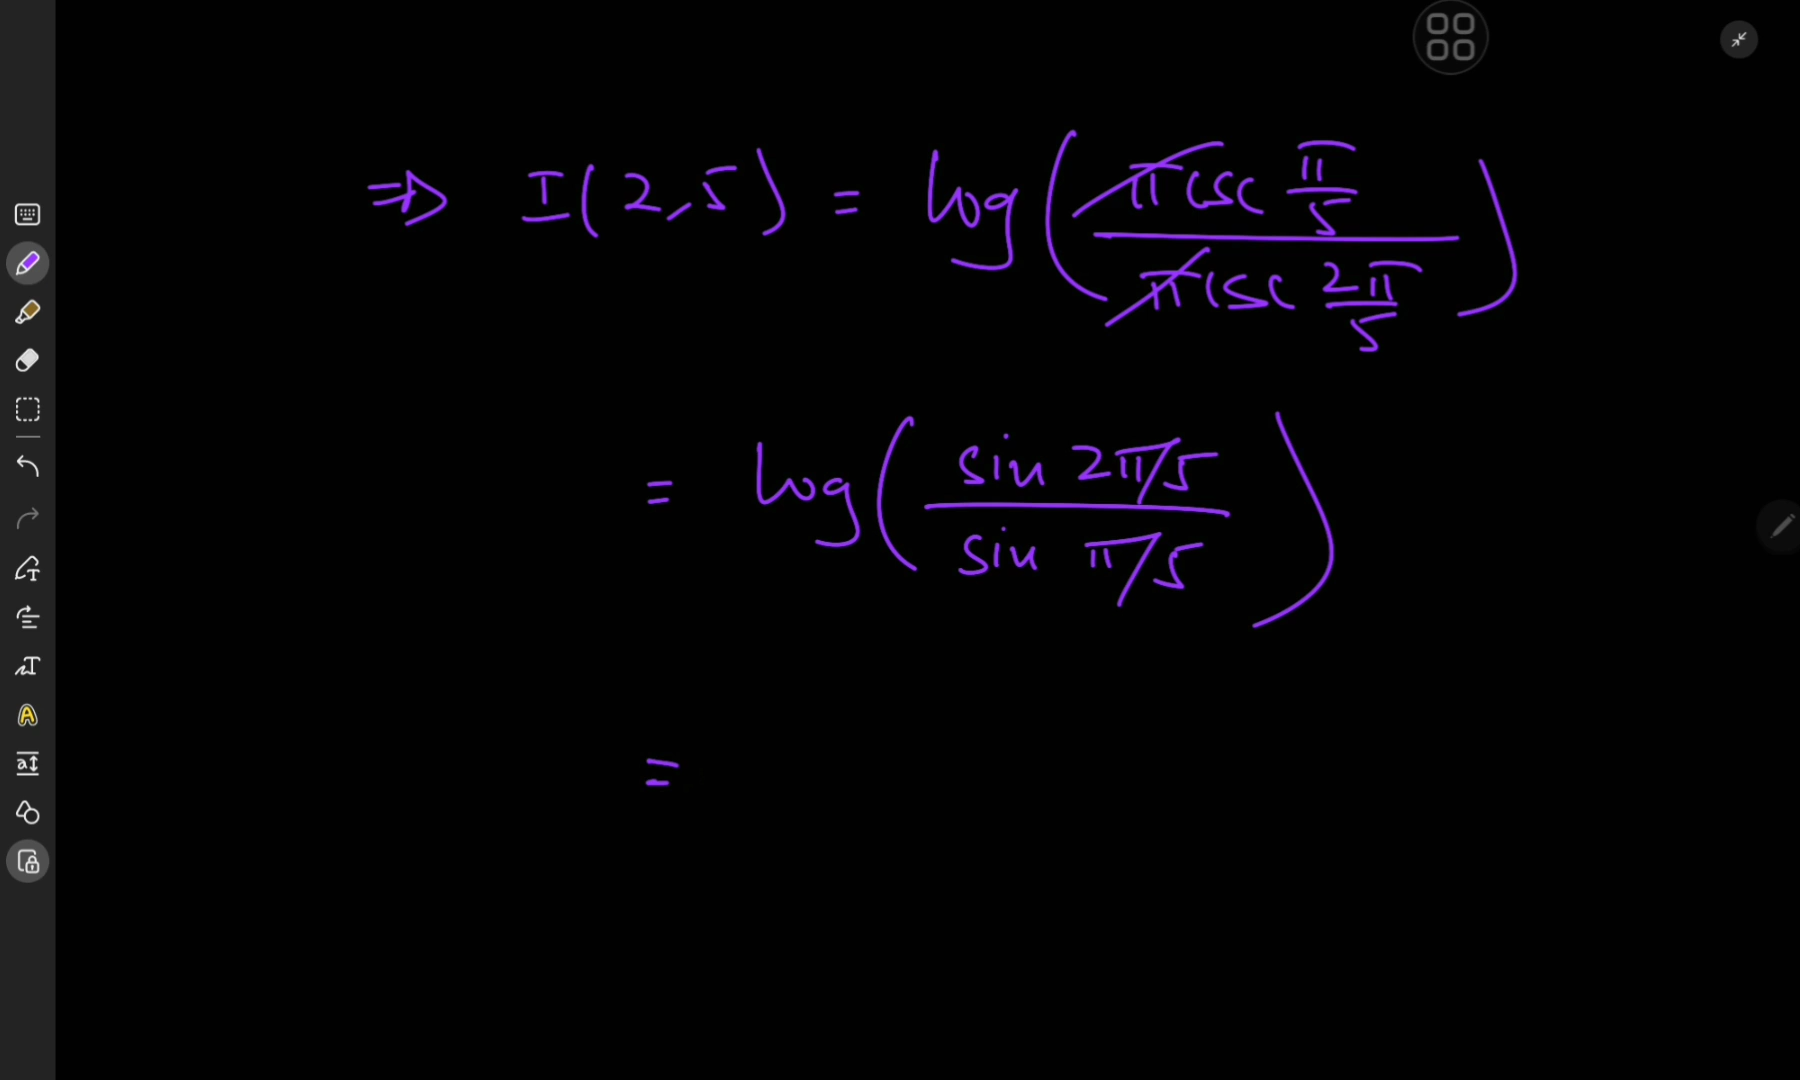 ⇒ I(2,5) = log(π csc π/5 / π csc 2π/5)
= log(sin 2π/5 / sin π/5)
=